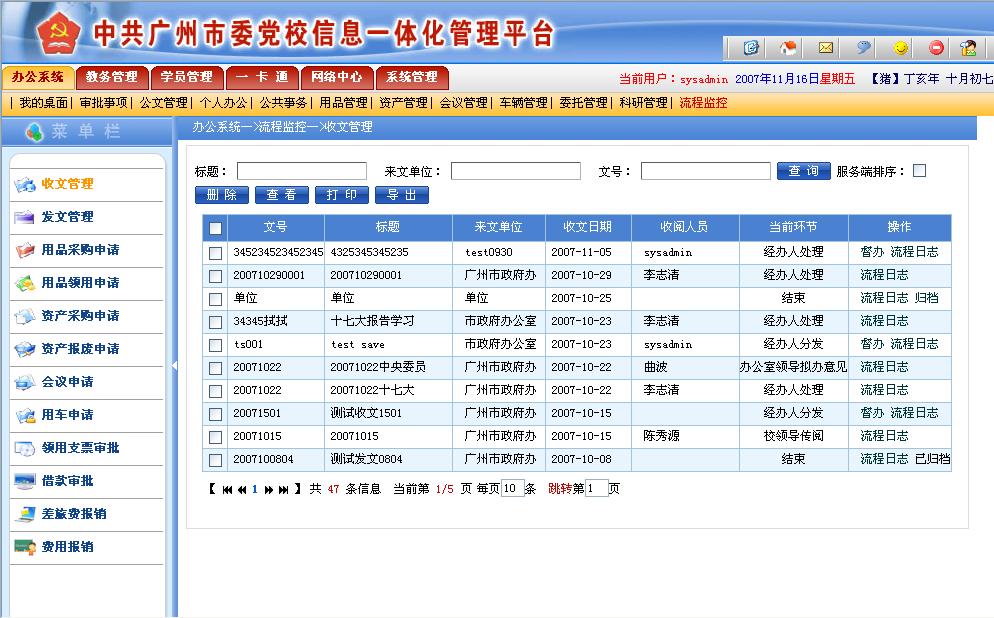 中共广州市委党校信息一体化管理平台
办公系统 教务管理 学员管理 一 卡 通 网络中心 系统管理 当前用户：sysadmin 2007年11月16日星期五 【猪】丁亥年 十月初七
| 我的桌面| 审批事项| 公文管理| 个人办公| 公共事务| 用品管理| 资产管理| 会议管理| 车辆管理| 委托管理| 科研管理| 流程监控
菜 单 栏
办公系统—>流程监控—>收文管理
收文管理
发文管理
用品采购申请
用品领用申请
资产采购申请
资产报废申请
会议申请
用车申请
领用支票审批
借款审批
差旅费报销
费用报销
标题： 来文单位： 文号： 查 询 服务端排序：
删 除 查 看 打 印 导 出
文号 标题 来文单位 收文日期 收阅人员 当前环节 操作
345234523452345 4325345345235 test0930 2007-11-05 sysadmin 经办人处理 督办 流程日志
200710290001 200710290001 广州市政府办 2007-10-29 李志清 经办人处理 流程日志
单位 单位 单位 2007-10-25 结束 流程日志 归档
34345拭拭 十七大报告学习 市政府办公室 2007-10-23 李志清 经办人处理 流程日志
ts001 test save 市政府办公室 2007-10-23 sysadmin 经办人分发 督办 流程日志
20071022 20071022中央委员 广州市政府办 2007-10-22 曲波 办公室领导拟办意见 流程日志
20071022 20071022十七大 广州市政府办 2007-10-22 李志清 经办人处理 流程日志
20071501 测试收文1501 广州市政府办 2007-10-15 经办人分发 督办 流程日志
20071015 20071015 广州市政府办 2007-10-15 陈秀源 校领导传阅 流程日志
2007100804 测试发文0804 广州市政府办 2007-10-08 结束 流程日志 已归档
【 1 】 共 47 条信息 当前第 1/5 页 每页10条 跳转第1页